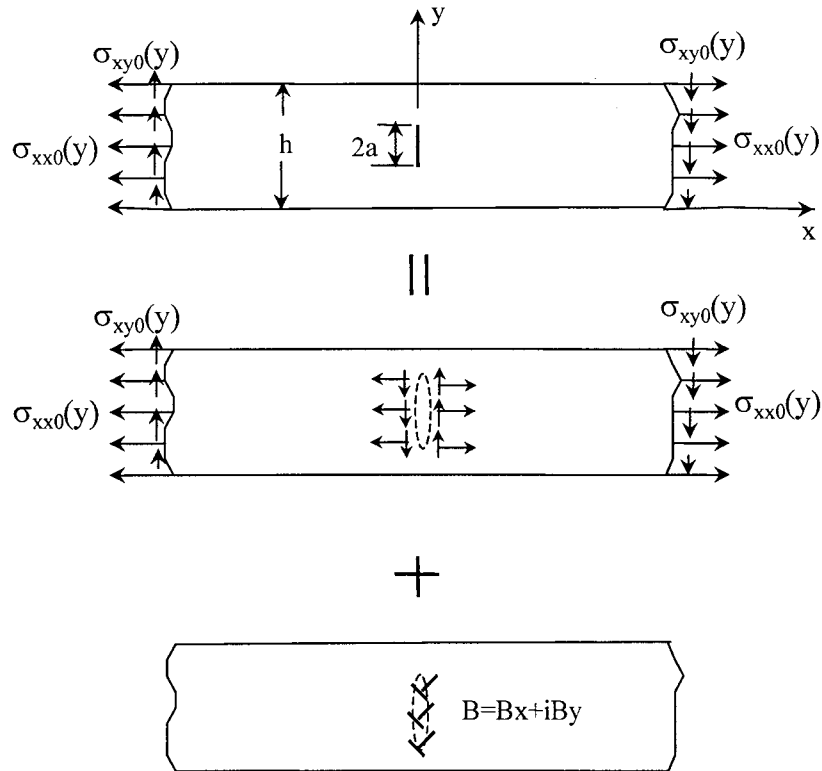 y
σxy0(y) σxy0(y)
σxx0(y) h 2a σxx0(y)
x
σxy0(y) σxy0(y)
σxx0(y) σxx0(y)
+
B=Bx+iBy